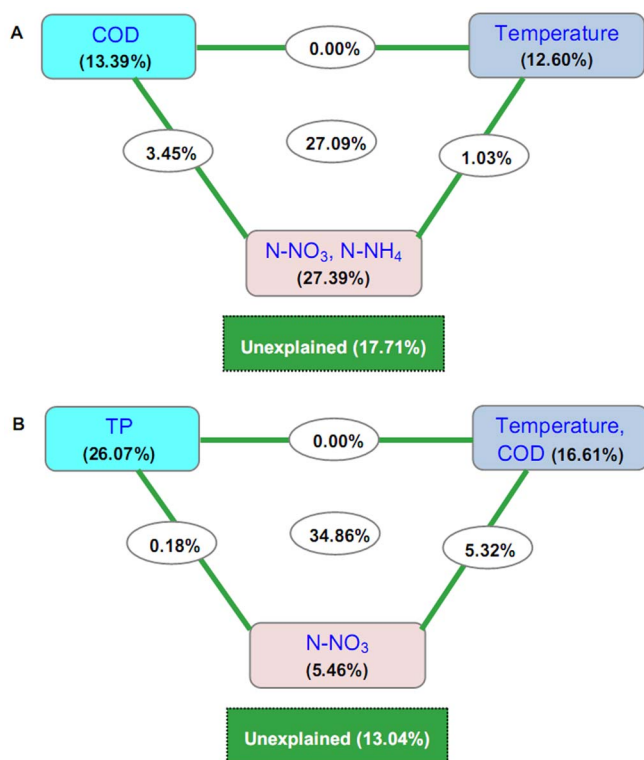 A
COD
(13.39%)
0.00%
Temperature
(12.60%)
3.45%
27.09%
1.03%
N-NO₃, N-NH₄
(27.39%)
Unexplained (17.71%)
B
TP
(26.07%)
0.00%
Temperature,
COD (16.61%)
0.18%
34.86%
5.32%
N-NO₃
(5.46%)
Unexplained (13.04%)